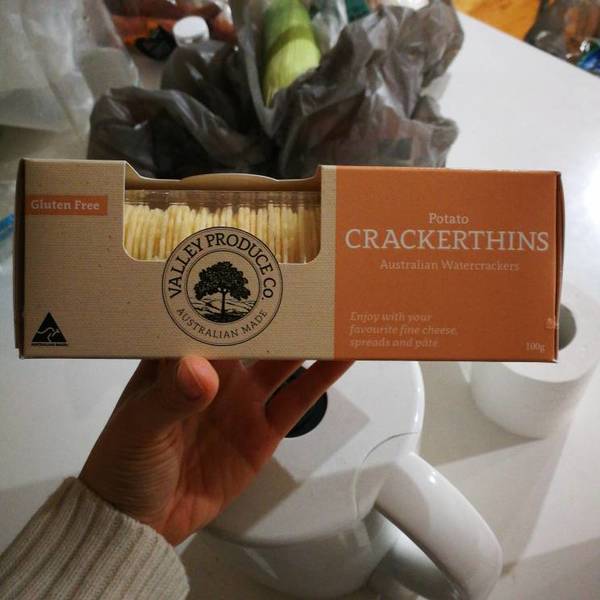 Gluten Free
VALLEY PRODUCE CO.
AUSTRALIAN MADE
Potato
CRACKERTHINS
Australian Watercrackers
Enjoy with your
favourite fine cheese,
spreads and pâté
100g